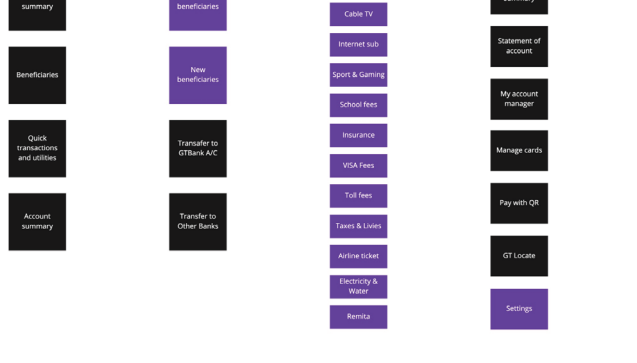 summary
Beneficiaries
Quick
transactions
and utilities
Account
summary
beneficiaries
New
beneficiaries
Transafer to
GTBank A/C
Transfer to
Other Banks
Cable TV
Internet sub
Sport & Gaming
School fees
Insurance
VISA Fees
Toll fees
Taxes & Livies
Airline ticket
Electricity &
Water
Remita
Statement of
account
My account
manager
Manage cards
Pay with QR
GT Locate
Settings